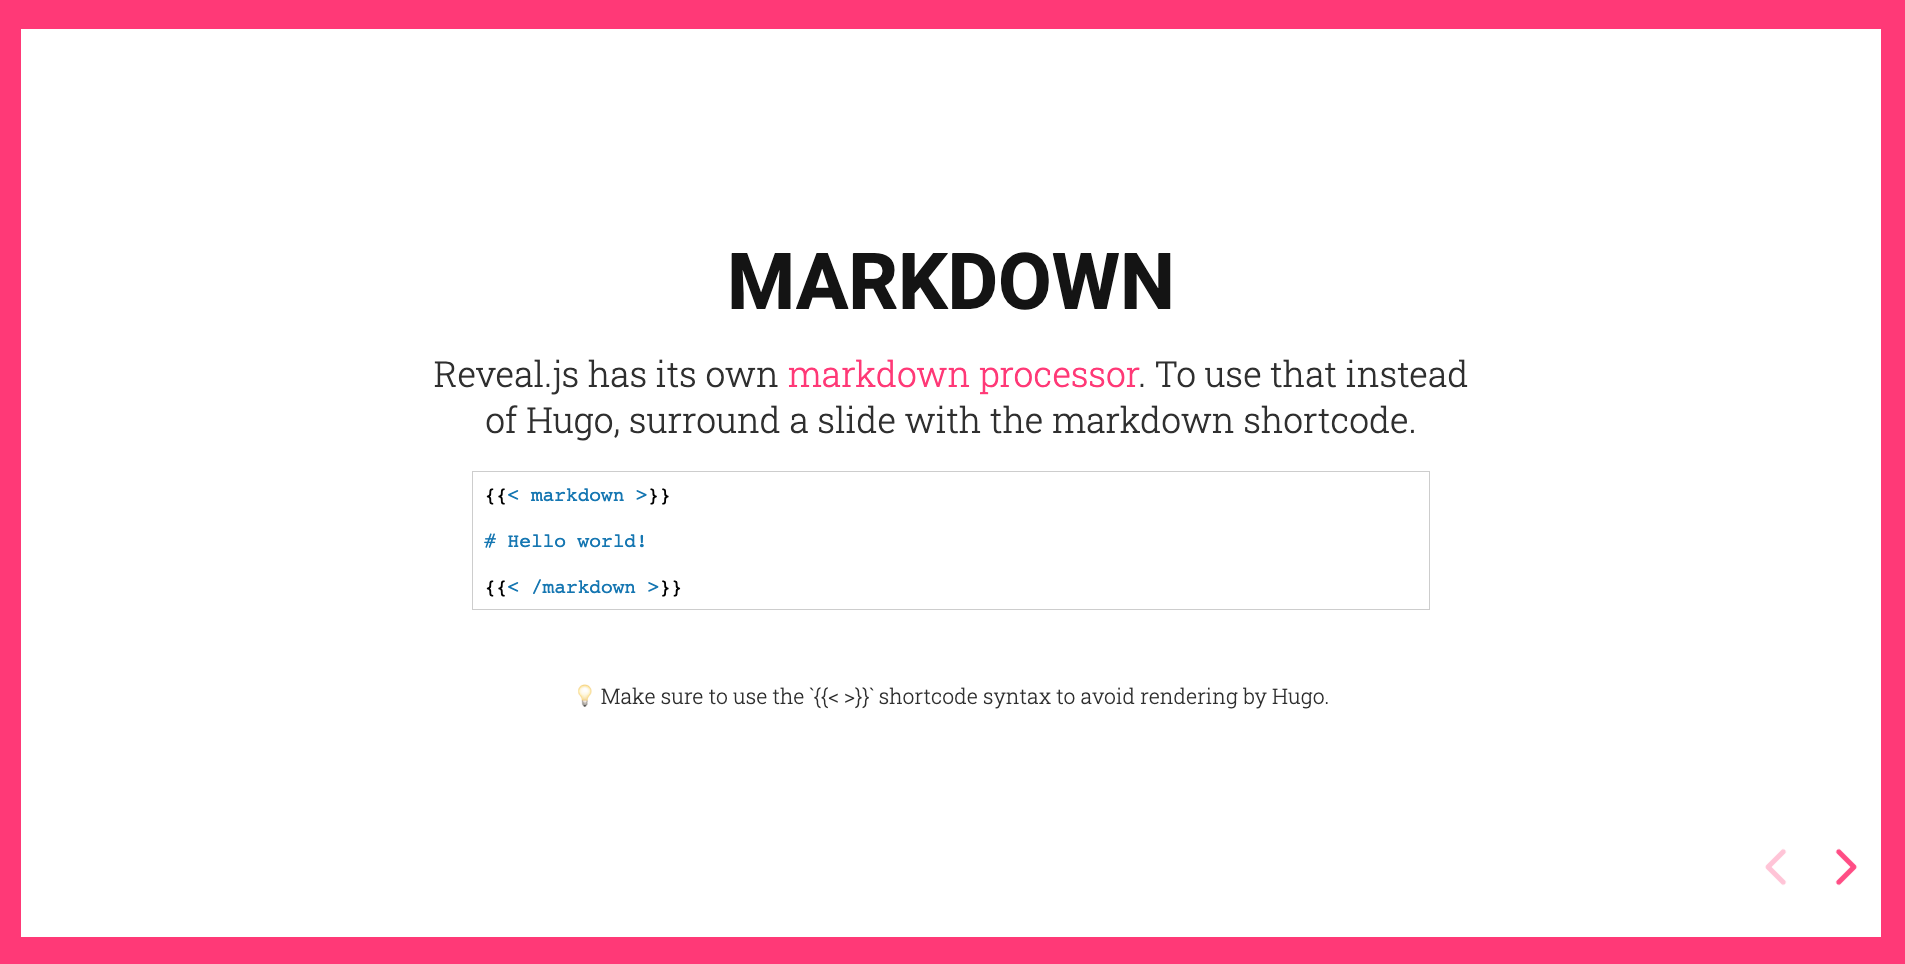 MARKDOWN
Reveal.js has its own markdown processor. To use that instead
of Hugo, surround a slide with the markdown shortcode.
{{< markdown >}}
# Hello world!
{{< /markdown >}}
💡 Make sure to use the `{{< >}}` shortcode syntax to avoid rendering by Hugo.